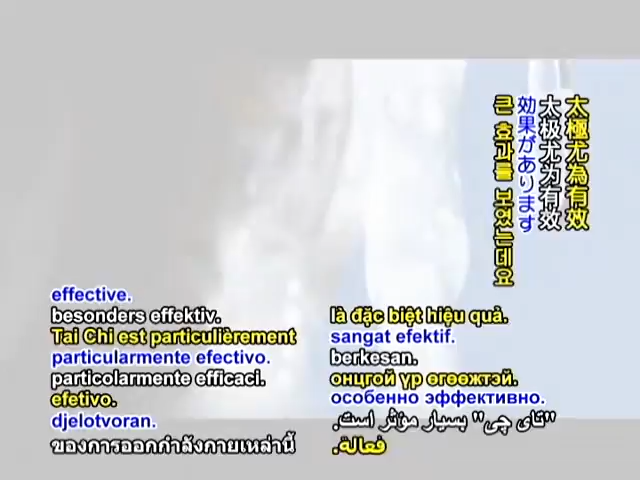 太極尤為有效
太极尤为有效
効果があります
큰 효과를 보였는데요
effective.
besonders effektiv.
Tai Chi est particulièrement
particularmente efectivo.
particolarmente efficaci.
efetivo.
djelotvoran.
ของการออกกำลังกายเหล่านี้
là đặc biệt hiệu quả.
sangat efektif.
berkesan.
онцгой үр өгөөжтэй.
особенно эффективно.
"تای چی" بسیار مؤثر است.
فعالة.